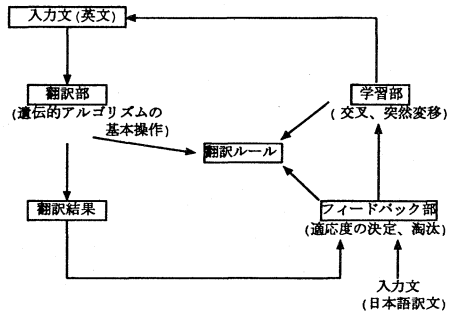 入力文(英文)
翻訳部
(遺伝的アルゴリズムの
基本操作)
学習部
(交叉、突然変移)
翻訳ルール
翻訳結果
フィードバック部
(適応度の決定、淘汰)
入力文
(日本語訳文)